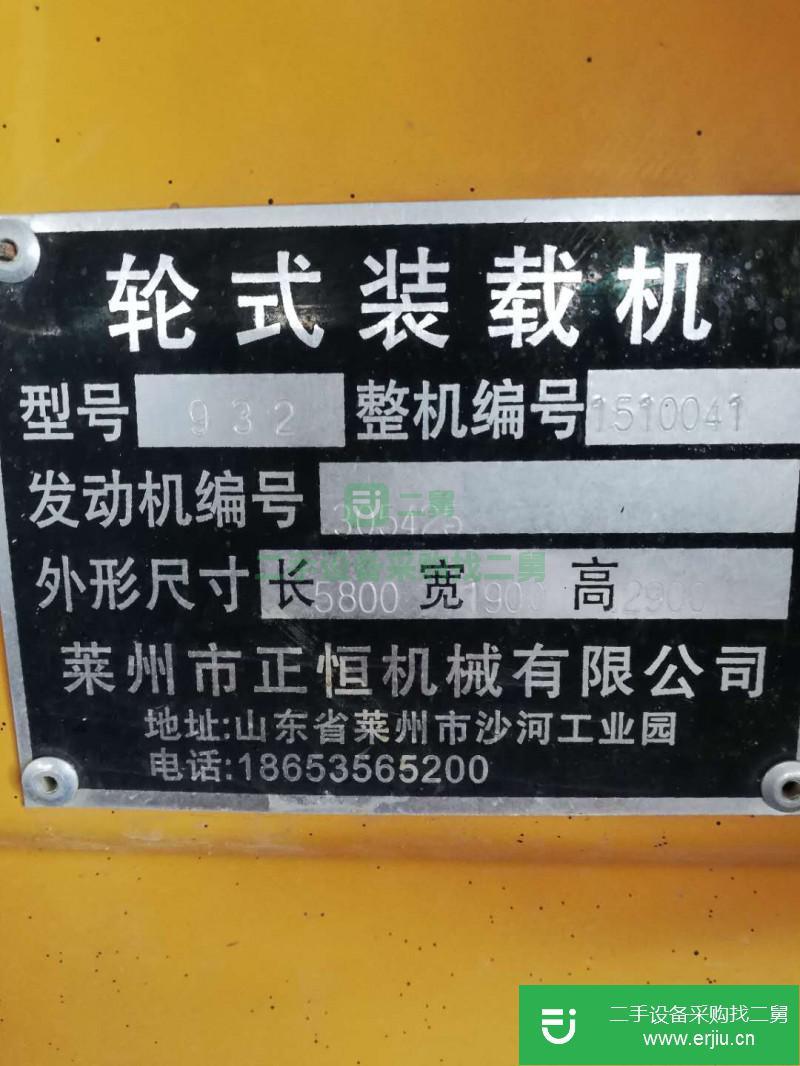 轮式装载机
型号 932 整机编号 1510041
发动机编号
二舅
二手设备采购找二舅
外形尺寸 长 5800 宽 1900 高 2900
莱州市正恒机械有限公司
地址:山东省莱州市沙河工业园
电话:18653565200
二手设备采购找二舅
www.erjiu.cn